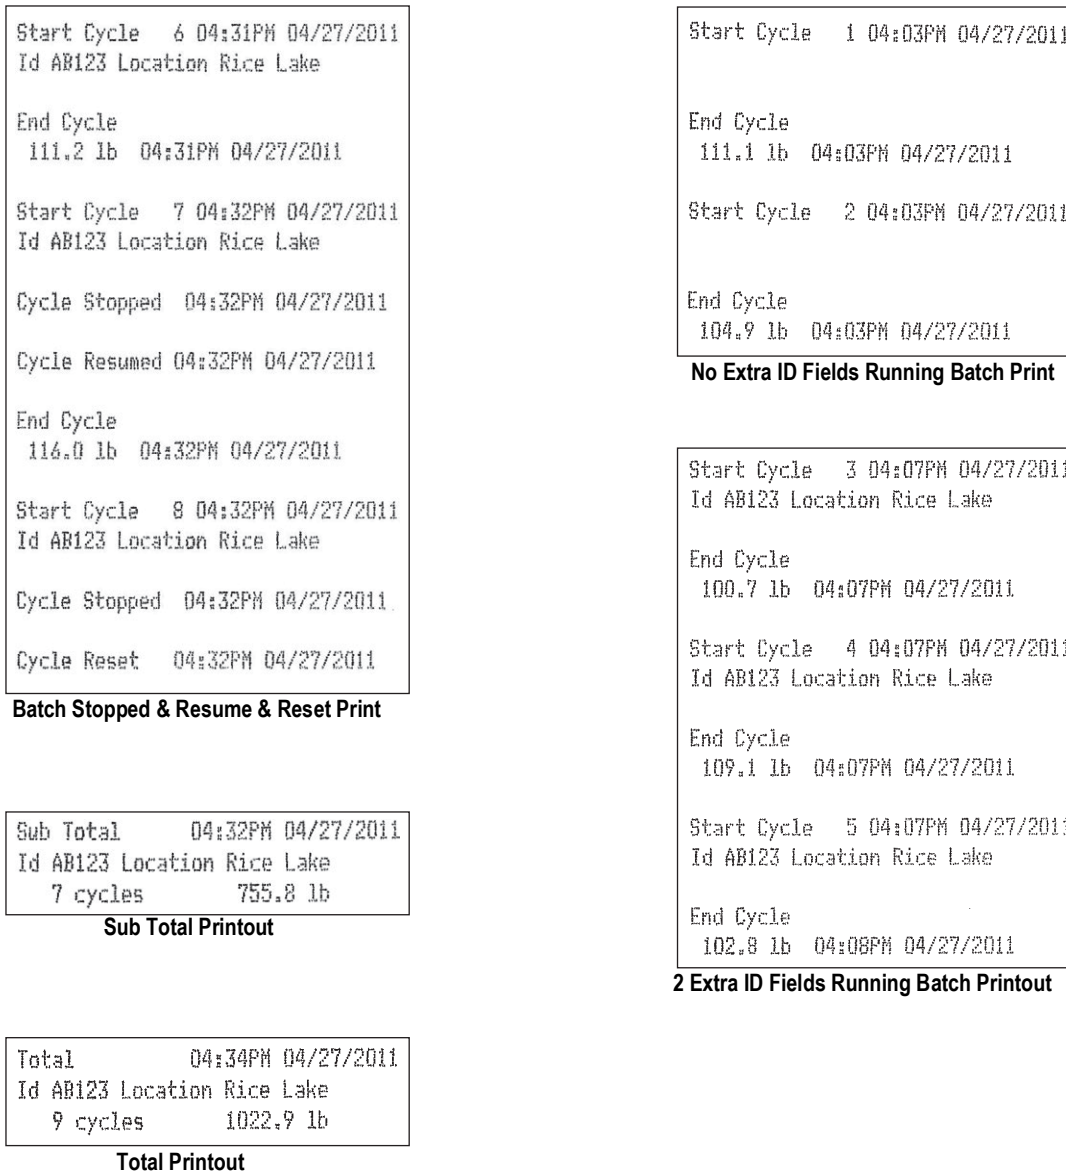 Start Cycle 6 04:31PM 04/27/2011
Id AB123 Location Rice Lake
End Cycle
111.2 lb 04:31PM 04/27/2011
Start Cycle 7 04:32PM 04/27/2011
Id AB123 Location Rice Lake
Cycle Stopped 04:32PM 04/27/2011
Cycle Resumed 04:32PM 04/27/2011
End Cycle
116.0 lb 04:32PM 04/27/2011
Start Cycle 8 04:32PM 04/27/2011
Id AB123 Location Rice Lake
Cycle Stopped 04:32PM 04/27/2011
Cycle Reset 04:32PM 04/27/2011
Batch Stopped & Resume & Reset Print
Sub Total 04:32PM 04/27/2011
Id AB123 Location Rice Lake
7 cycles 755.8 lb
Sub Total Printout
Total 04:34PM 04/27/2011
Id AB123 Location Rice Lake
9 cycles 1022.9 lb
Total Printout
Start Cycle 1 04:03PM 04/27/2011
End Cycle
111.1 lb 04:03PM 04/27/2011
Start Cycle 2 04:03PM 04/27/2011
End Cycle
104.9 lb 04:03PM 04/27/2011
No Extra ID Fields Running Batch Print
Start Cycle 3 04:07PM 04/27/2011
Id AB123 Location Rice Lake
End Cycle
100.7 lb 04:07PM 04/27/2011
Start Cycle 4 04:07PM 04/27/2011
Id AB123 Location Rice Lake
End Cycle
109.1 lb 04:07PM 04/27/2011
Start Cycle 5 04:07PM 04/27/2011
Id AB123 Location Rice Lake
End Cycle
102.8 lb 04:08PM 04/27/2011
2 Extra ID Fields Running Batch Printout